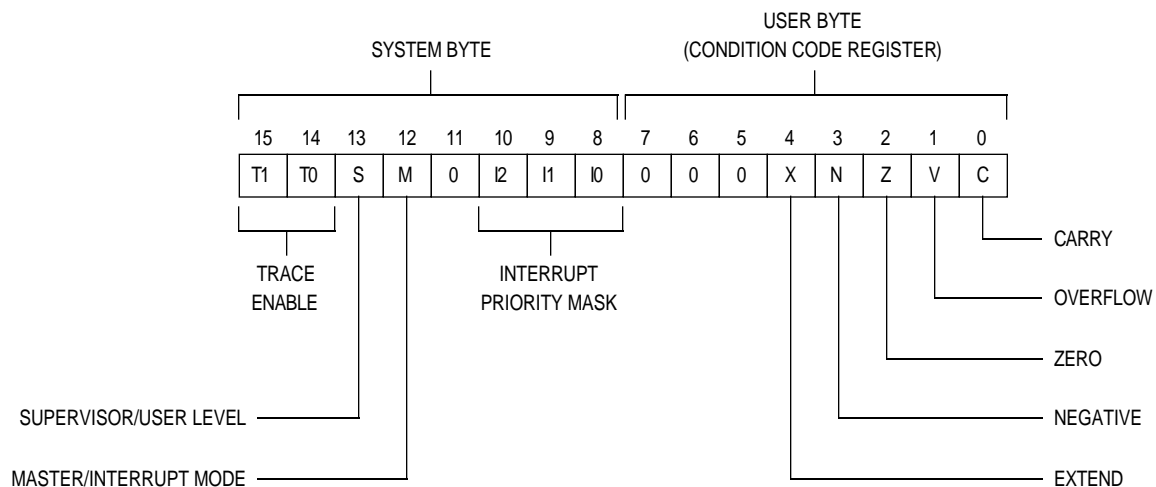 USER BYTE
SYSTEM BYTE (CONDITION CODE REGISTER)
15 14 13 12 11 10 9 8 7 6 5 4 3 2 1 0
T1 T0 S M 0 I2 I1 I0 0 0 0 X N Z V C
CARRY
TRACE ENABLE
INTERRUPT PRIORITY MASK
OVERFLOW
ZERO
SUPERVISOR/USER LEVEL
NEGATIVE
MASTER/INTERRUPT MODE
EXTEND